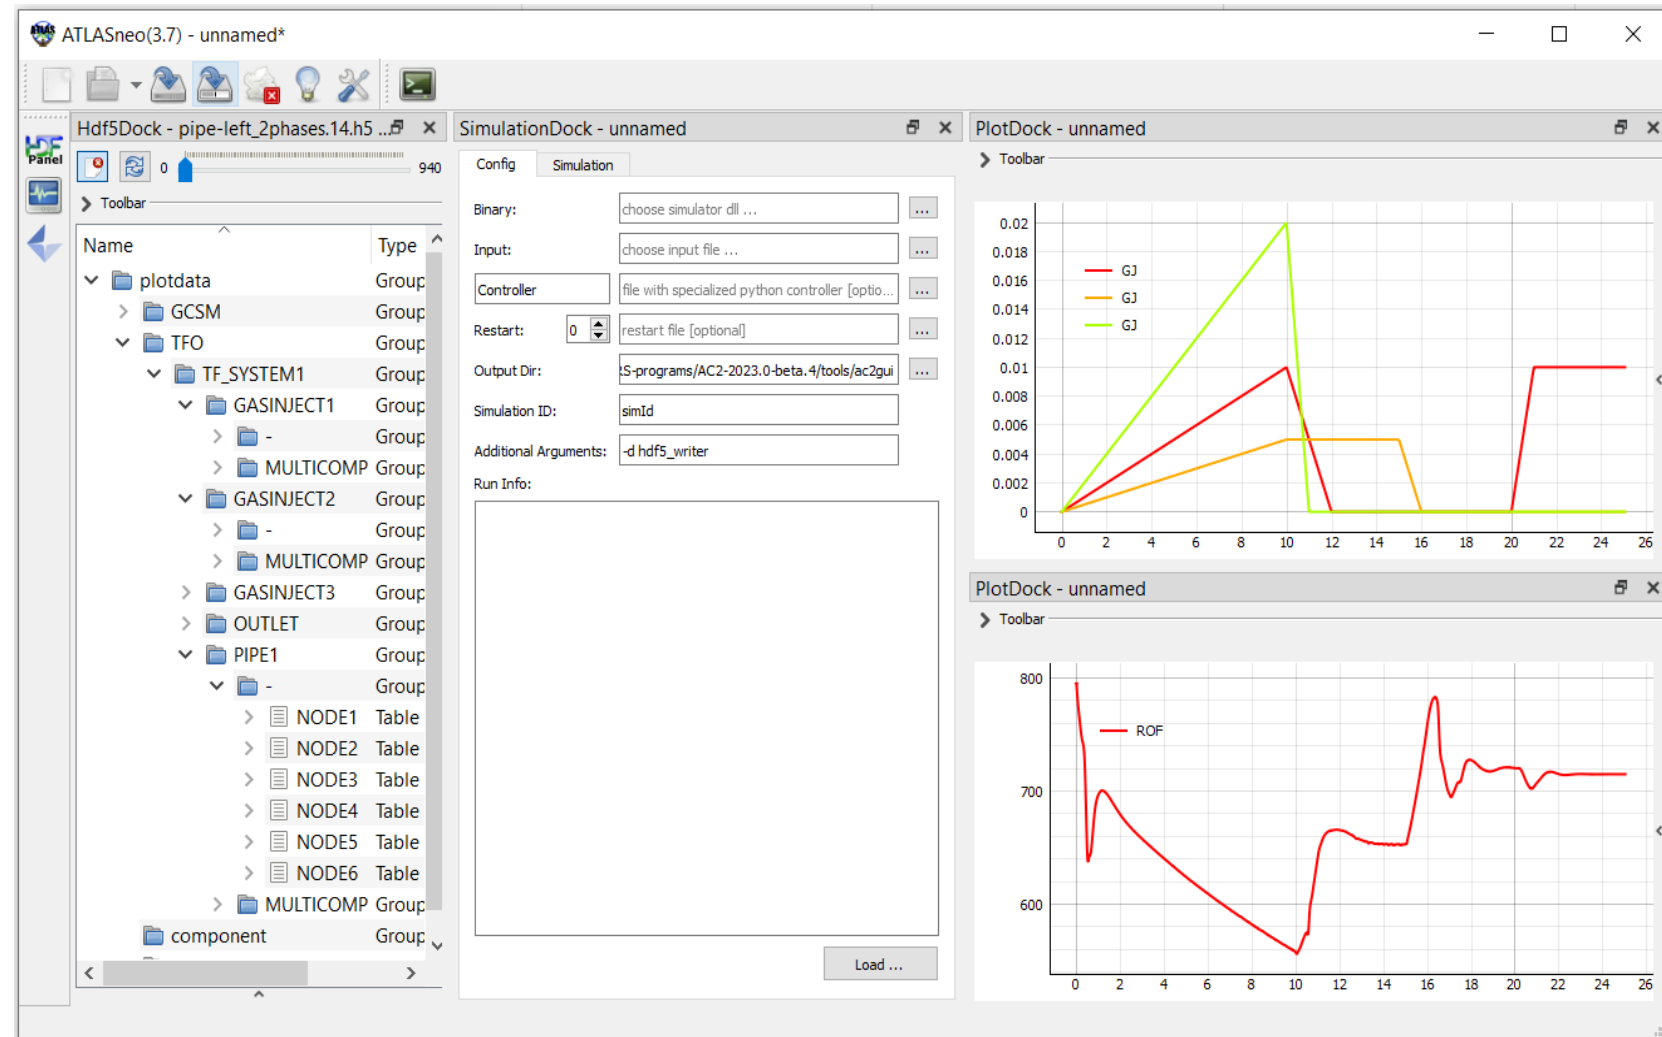 ATLASneo(3.7) - unnamed*
HDF
Panel
Hdf5Dock - pipe-left_2phases.14.h5 ...
0
940
Toolbar
Name Type
plotdata Group
GCSM Group
TFO Group
TF_SYSTEM1 Group
GASINJECT1 Group
- Group
MULTICOMP Group
GASINJECT2 Group
- Group
MULTICOMP Group
GASINJECT3 Group
OUTLET Group
PIPE1 Group
- Group
NODE1 Table
NODE2 Table
NODE3 Table
NODE4 Table
NODE5 Table
NODE6 Table
MULTICOMP Group
component Group
SimulationDock - unnamed
Config Simulation
Binary: choose simulator dll ... ...
Input: choose input file ... ...
Controller file with specialized python controller [optio... ...
Restart: 0 restart file [optional] ...
Output Dir: S-programs/AC2-2023.0-beta.4/tools/ac2gui ...
Simulation ID: simId
Additional Arguments: -d hdf5_writer
Run Info:
Load ...
PlotDock - unnamed
Toolbar
0.02
0.018
0.016
0.014
0.012
0.01
0.008
0.006
0.004
0.002
0
GJ
GJ
GJ
0 2 4 6 8 10 12 14 16 18 20 22 24 26
PlotDock - unnamed
Toolbar
800
700
600
ROF
0 2 4 6 8 10 12 14 16 18 20 22 24 26